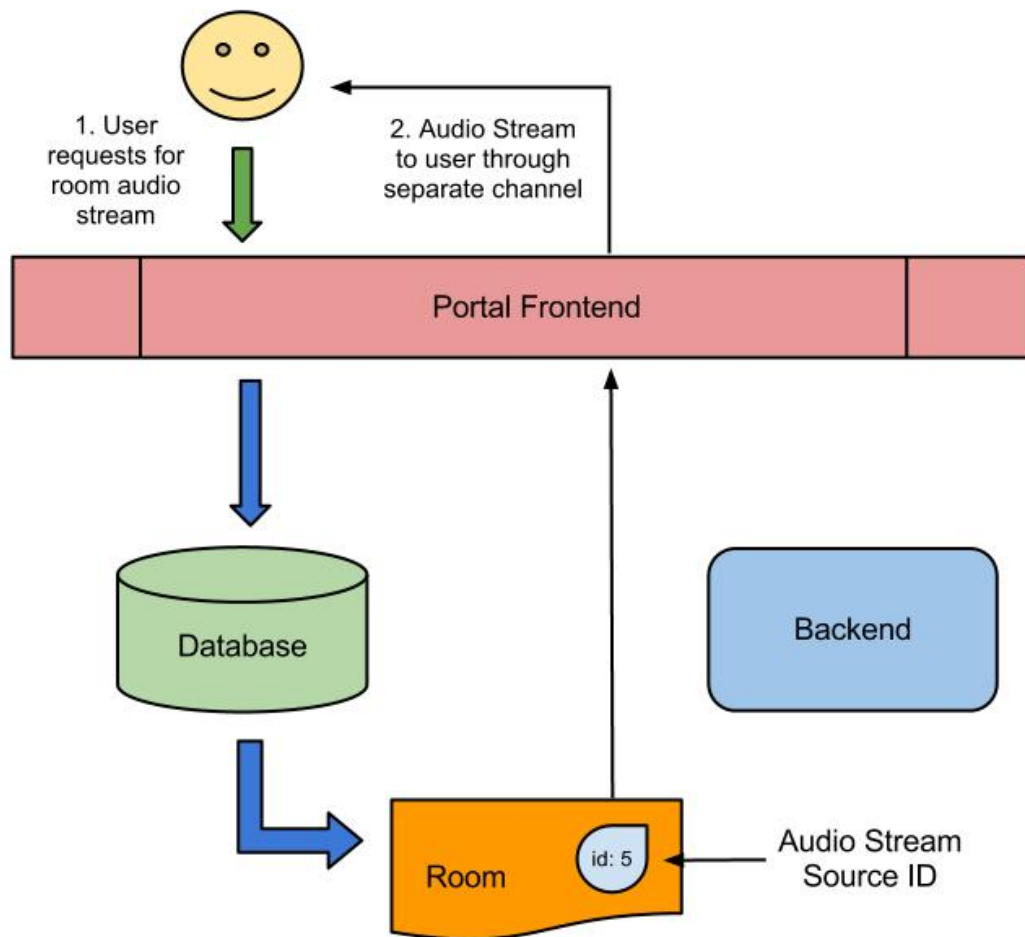 1. User
requests for
room audio
stream
2. Audio Stream
to user through
separate channel
Portal Frontend
Database
Backend
Room
id: 5
Audio Stream
Source ID